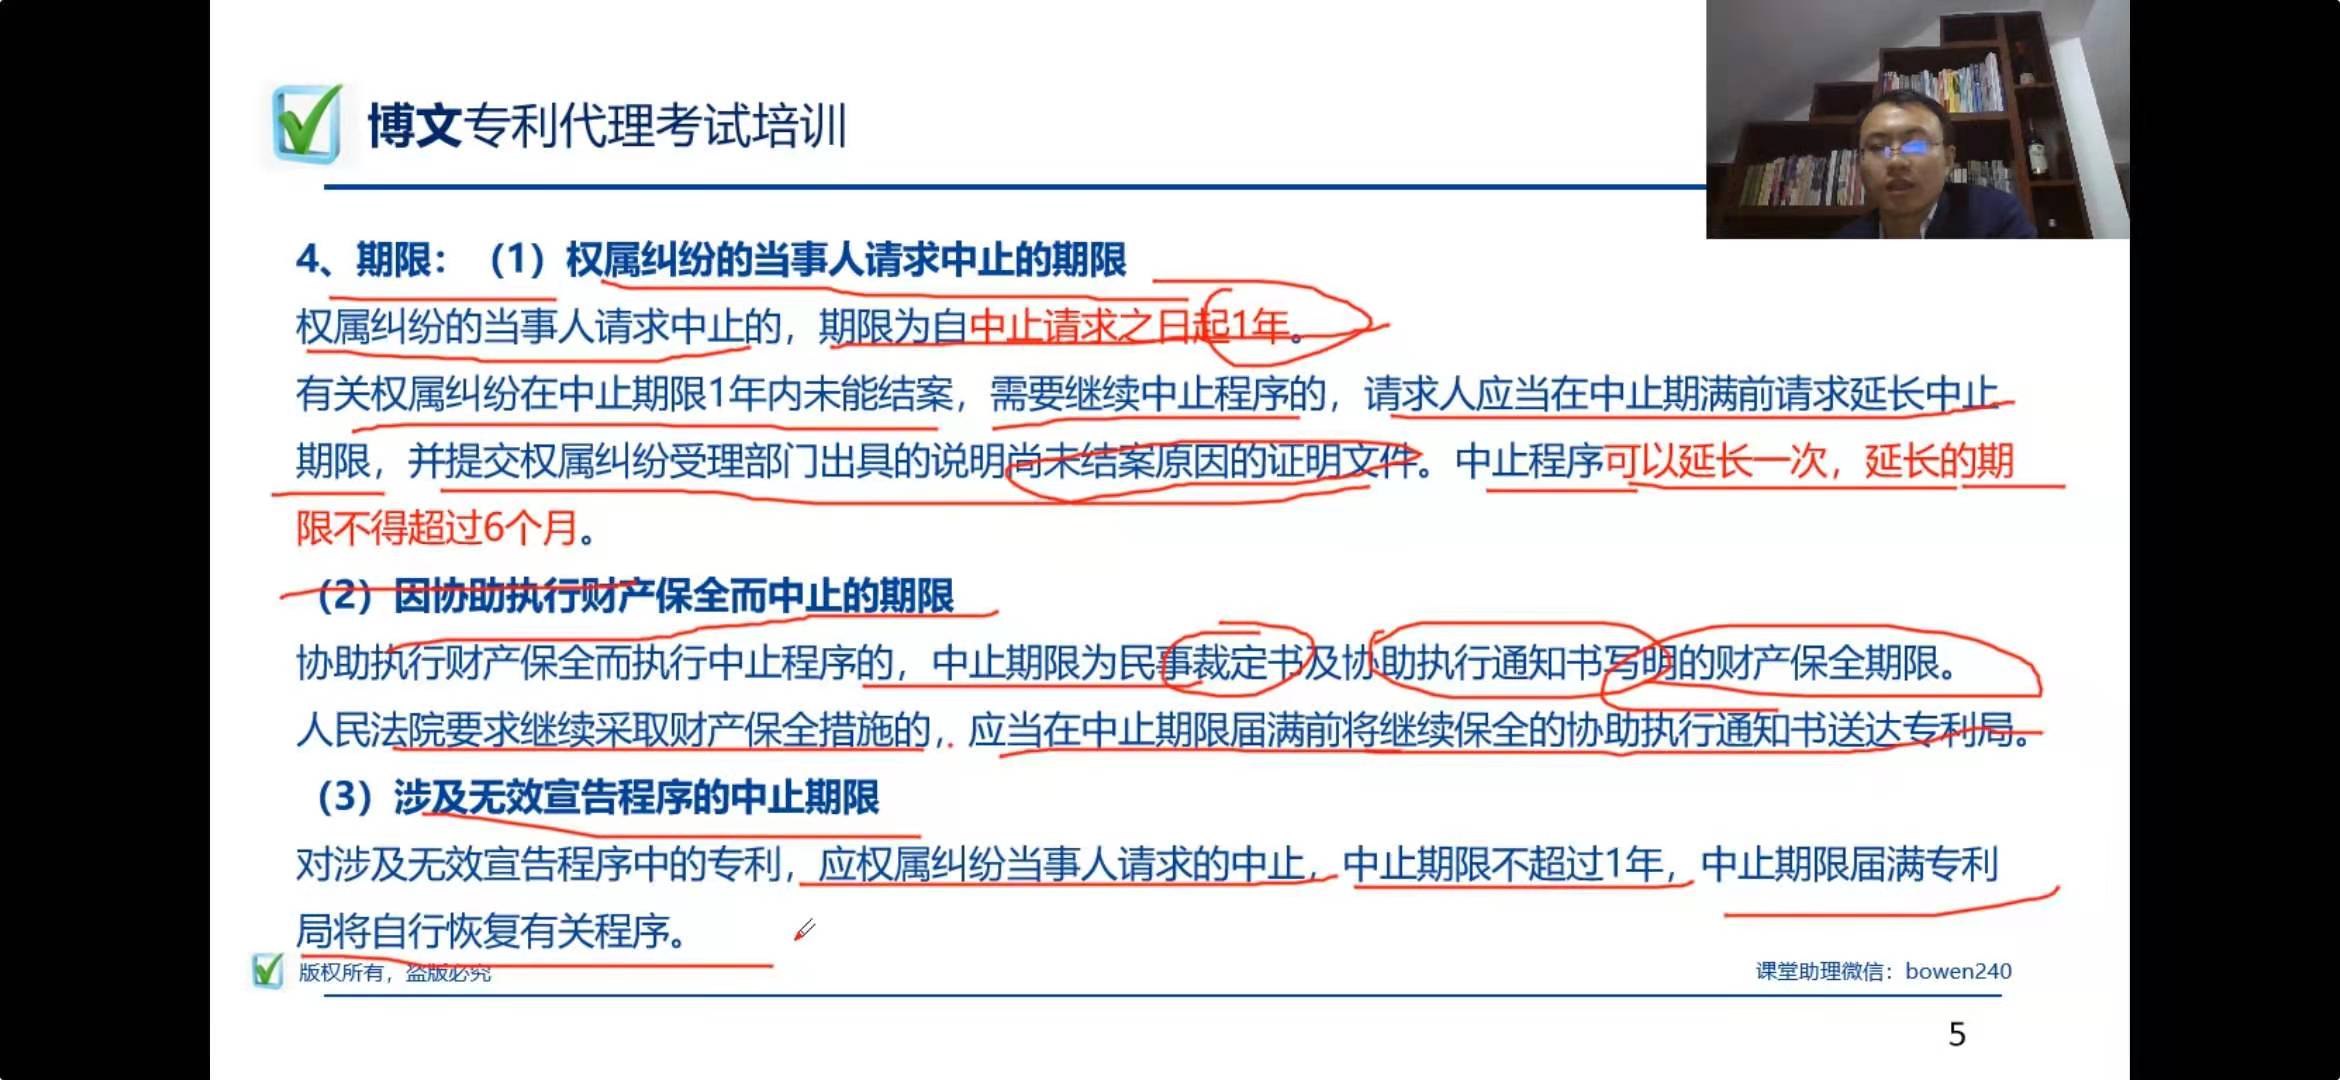 博文专利代理考试培训
4、期限：（1）权属纠纷的当事人请求中止的期限
权属纠纷的当事人请求中止的，期限为自中止请求之日起1年。
有关权属纠纷在中止期限1年内未能结案，需要继续中止程序的，请求人应当在中止期满前请求延长中止
期限，并提交权属纠纷受理部门出具的说明尚未结案原因的证明文件。中止程序可以延长一次，延长的期
限不得超过6个月。
（2）因协助执行财产保全而中止的期限
协助执行财产保全而执行中止程序的，中止期限为民事裁定书及协助执行通知书写明的财产保全期限。
人民法院要求继续采取财产保全措施的，应当在中止期限届满前将继续保全的协助执行通知书送达专利局。
（3）涉及无效宣告程序的中止期限
对涉及无效宣告程序中的专利，应权属纠纷当事人请求的中止，中止期限不超过1年，中止期限届满专利
局将自行恢复有关程序。
版权所有，盗版必究
课堂助理微信：bowen240
5